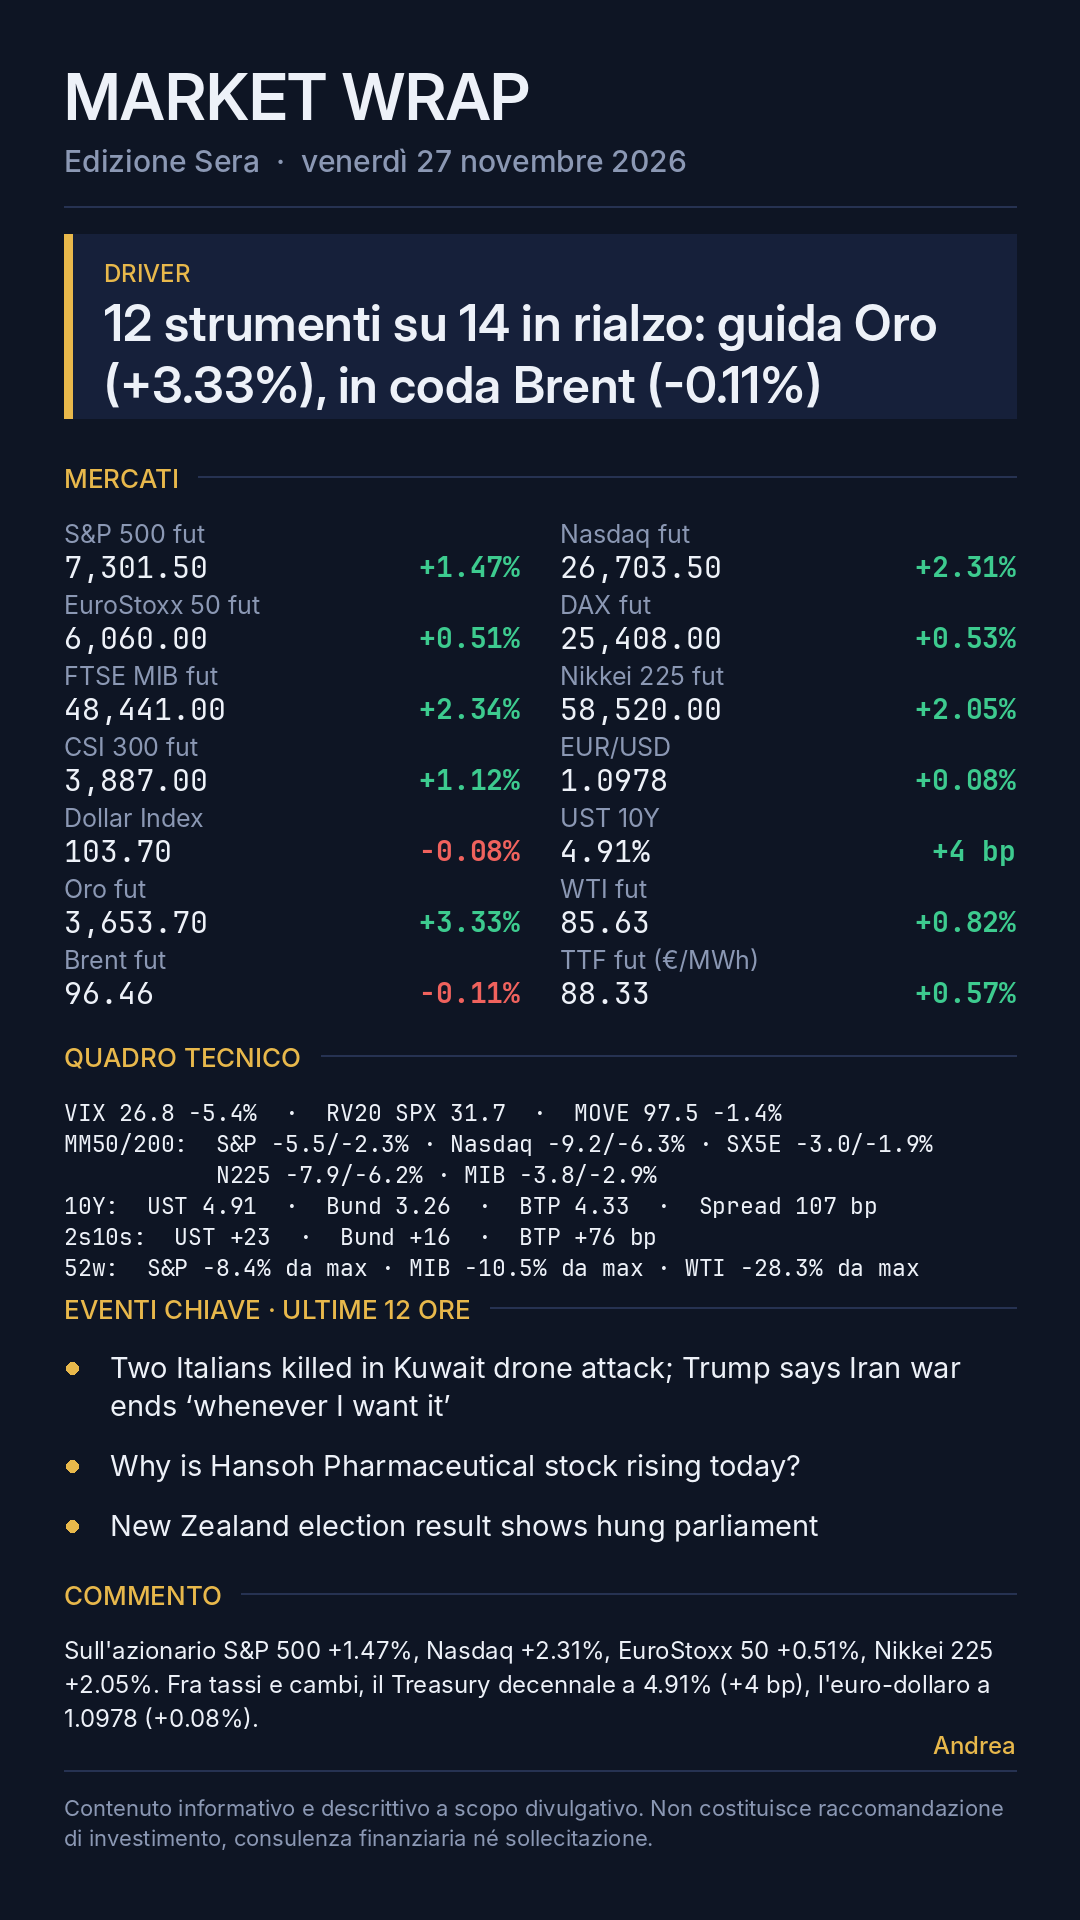 MARKET WRAP
Edizione Sera · venerdì 27 novembre 2026
DRIVER
12 strumenti su 14 in rialzo: guida Oro
(+3.33%), in coda Brent (-0.11%)
MERCATI
S&P 500 fut
7,301.50 +1.47%
Nasdaq fut
26,703.50 +2.31%
EuroStoxx 50 fut
6,060.00 +0.51%
DAX fut
25,408.00 +0.53%
FTSE MIB fut
48,441.00 +2.34%
Nikkei 225 fut
58,520.00 +2.05%
CSI 300 fut
3,887.00 +1.12%
EUR/USD
1.0978 +0.08%
Dollar Index
103.70 -0.08%
UST 10Y
4.91% +4 bp
Oro fut
3,653.70 +3.33%
WTI fut
85.63 +0.82%
Brent fut
96.46 -0.11%
TTF fut (€/MWh)
88.33 +0.57%
QUADRO TECNICO
VIX 26.8 -5.4% · RV20 SPX 31.7 · MOVE 97.5 -1.4%
MM50/200: S&P -5.5/-2.3% · Nasdaq -9.2/-6.3% · SX5E -3.0/-1.9%
N225 -7.9/-6.2% · MIB -3.8/-2.9%
10Y: UST 4.91 · Bund 3.26 · BTP 4.33 · Spread 107 bp
2s10s: UST +23 · Bund +16 · BTP +76 bp
52w: S&P -8.4% da max · MIB -10.5% da max · WTI -28.3% da max
EVENTI CHIAVE · ULTIME 12 ORE
Two Italians killed in Kuwait drone attack; Trump says Iran war
ends ‘whenever I want it’
Why is Hansoh Pharmaceutical stock rising today?
New Zealand election result shows hung parliament
COMMENTO
Sull'azionario S&P 500 +1.47%, Nasdaq +2.31%, EuroStoxx 50 +0.51%, Nikkei 225
+2.05%. Fra tassi e cambi, il Treasury decennale a 4.91% (+4 bp), l'euro-dollaro a
1.0978 (+0.08%).
Andrea
Contenuto informativo e descrittivo a scopo divulgativo. Non costituisce raccomandazione
di investimento, consulenza finanziaria né sollecitazione.